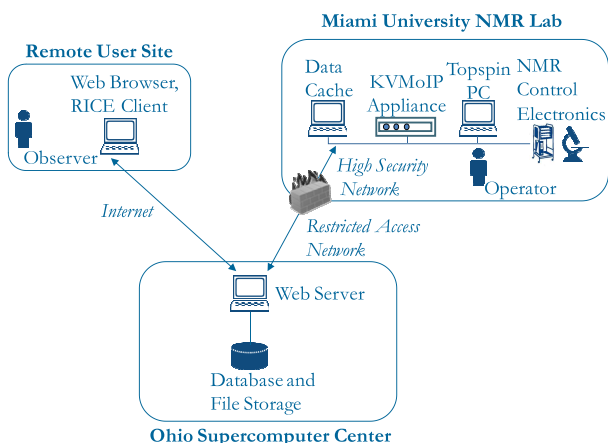 Miami University NMR Lab
Remote User Site
Web Browser,
RICE Client
Observer
Data
Cache
KVMoIP
Appliance
Topspin
PC
NMR
Control
Electronics
High Security
Network
Operator
Internet
Restricted Access
Network
Web Server
Database and
File Storage
Ohio Supercomputer Center